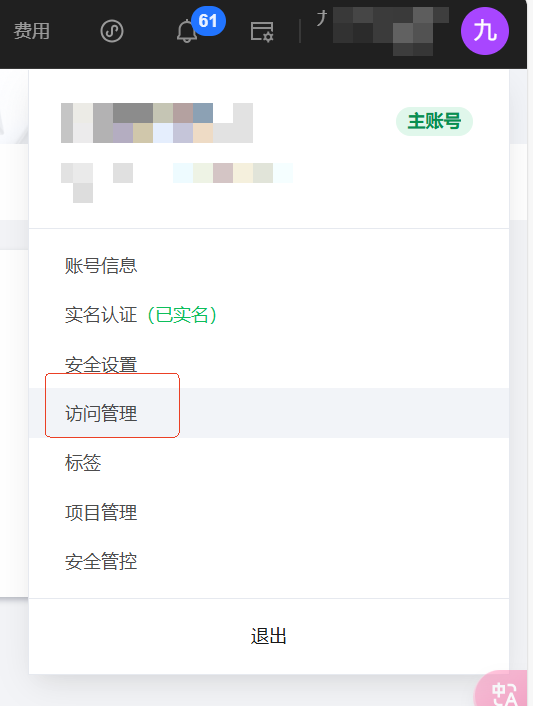 费用
61
九
主账号
账号信息
实名认证（已实名）
安全设置
访问管理
标签
项目管理
安全管控
退出
中A